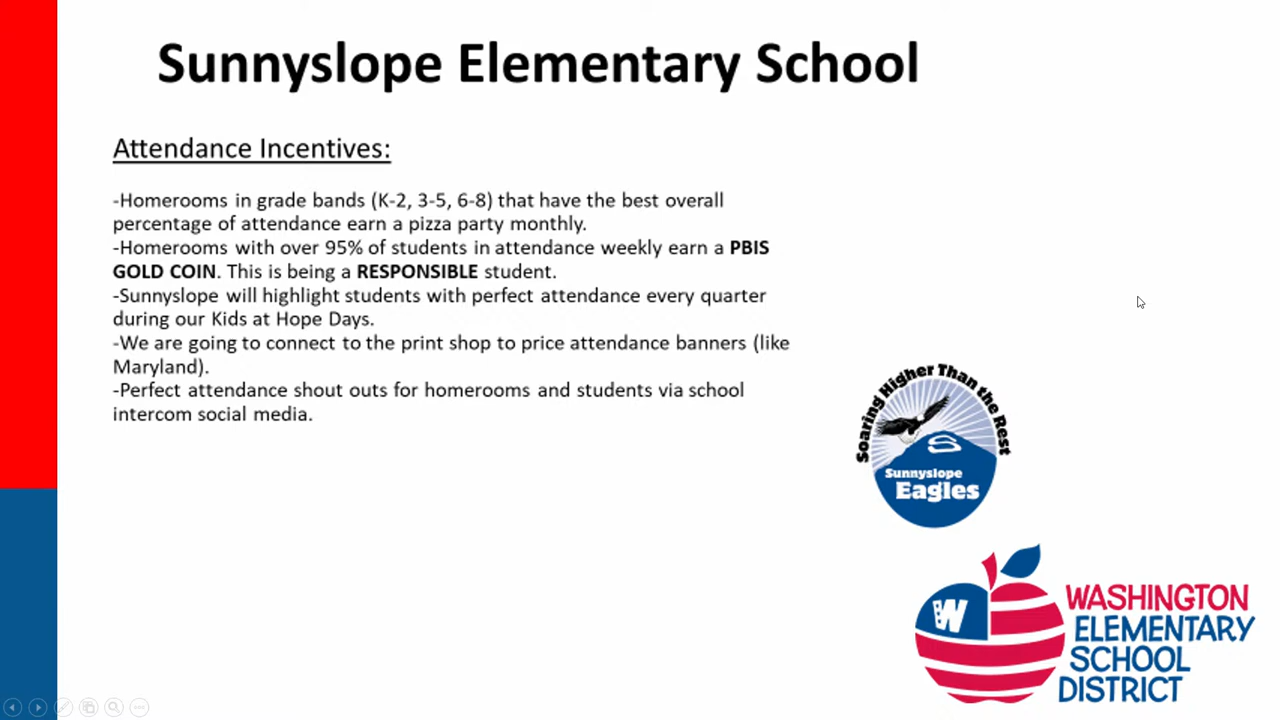 Sunnyslope Elementary School
Attendance Incentives:
-Homerooms in grade bands (K-2, 3-5, 6-8) that have the best overall
percentage of attendance earn a pizza party monthly.
-Homerooms with over 95% of students in attendance weekly earn a PBIS
GOLD COIN. This is being a RESPONSIBLE student.
-Sunnyslope will highlight students with perfect attendance every quarter
during our Kids at Hope Days.
-We are going to connect to the print shop to price attendance banners (like
Maryland).
-Perfect attendance shout outs for homerooms and students via school
intercom social media.
Soaring Higher Than the Rest
S
Sunnyslope
Eagles
W
WASHINGTON
ELEMENTARY
SCHOOL
DISTRICT